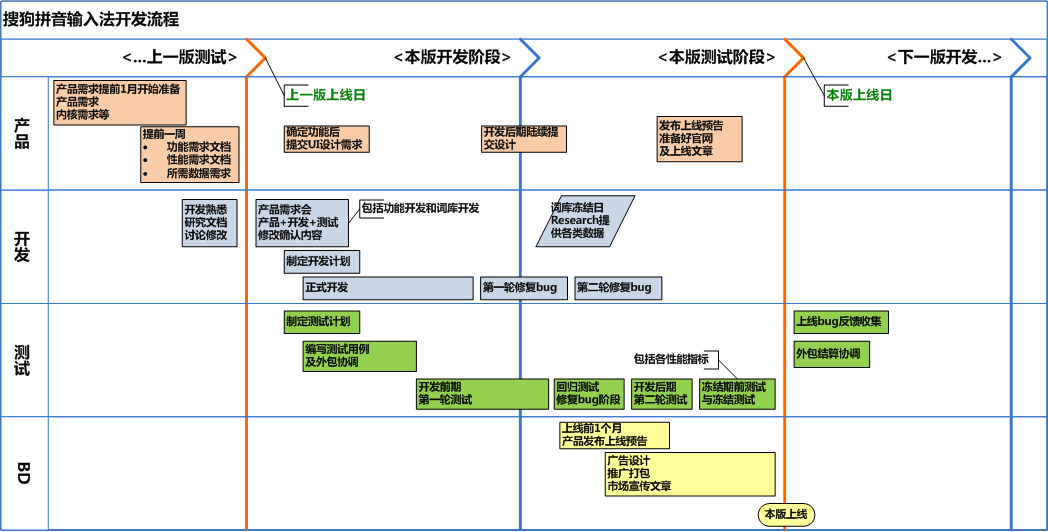 搜狗拼音输入法开发流程
<...上一版测试>
<本版开发阶段>
<本版测试阶段>
<下一版开发...>
产品
产品需求提前1月开始准备
产品需求
内核需求等
提前一周
• 功能需求文档
• 性能需求文档
• 所需数据需求
上一版上线日
确定功能后
提交UI设计需求
开发后期陆续提
交设计
发布上线预告
准备好官网
及上线文章
本版上线日
开发
开发熟悉
研究文档
讨论修改
产品需求会
产品+开发+测试
修改确认内容
包括功能开发和词库开发
制定开发计划
正式开发
第一轮修复bug
第二轮修复bug
词库冻结日
Research提
供各类数据
测试
制定测试计划
编写测试用例
及外包协调
开发前期
第一轮测试
回归测试
修复bug阶段
开发后期
第二轮测试
包括各性能指标
冻结期前测试
与冻结测试
上线bug反馈收集
外包结算协调
BD
上线前1个月
产品发布上线预告
广告设计
推广打包
市场宣传文章
本版上线